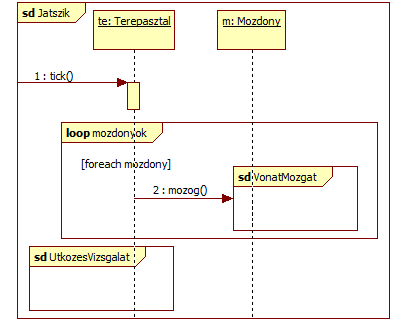 sd Jatszik
te: Terepasztal
m: Mozdony
1 : tick()
loop mozdonyok
[foreach mozdony]
sd VonatMozgat
2 : mozog()
sd UtkozesVizsgalat